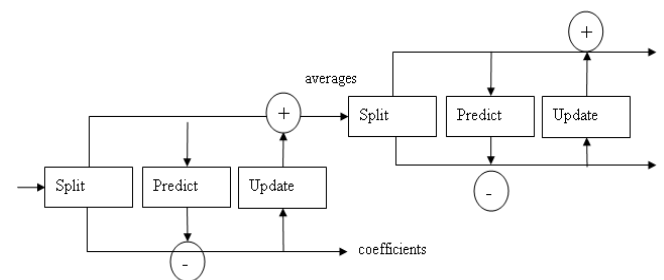 +
averages
Split
Predict
Update
+
-
Split
Predict
Update
coefficients
-